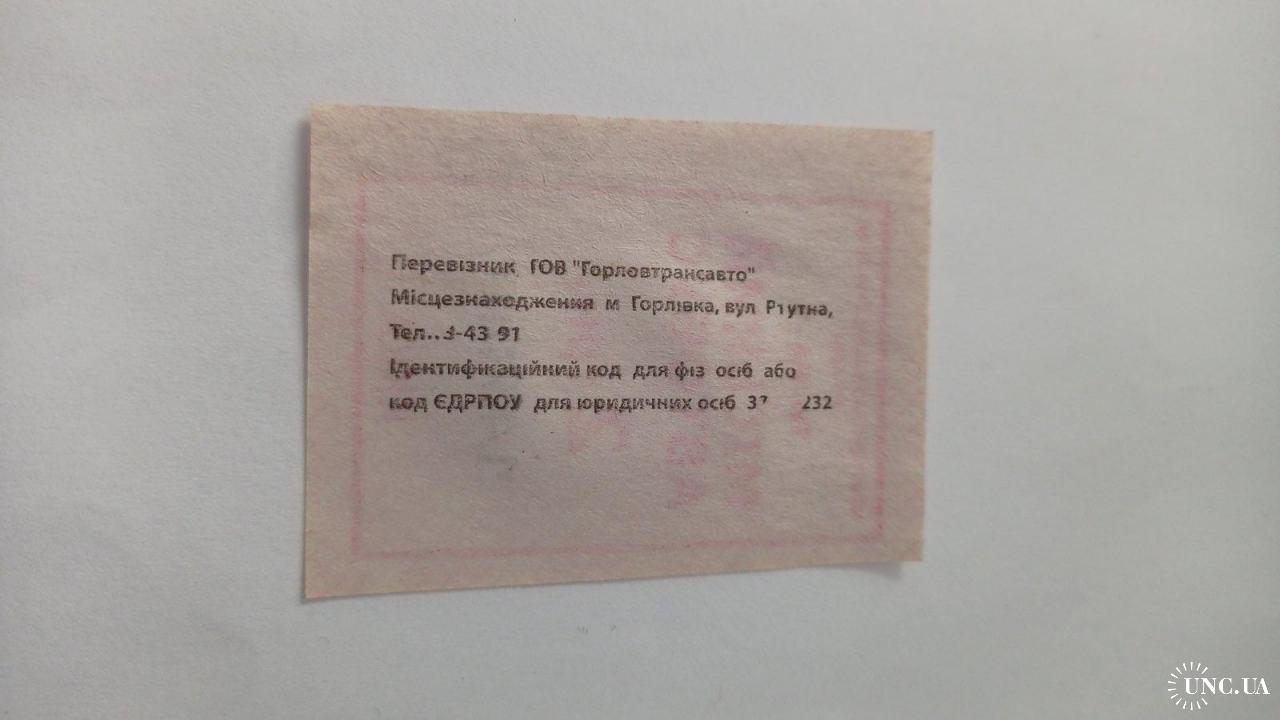 Перевізник ТОВ "Горловтрансавто"
Місцезнаходження м Горлівка, вул Ртутна,
Тел..3-43 91
Ідентифікаційний код для фіз осіб або
код ЄДРПОУ для юридичних осіб 232
UNC.UA